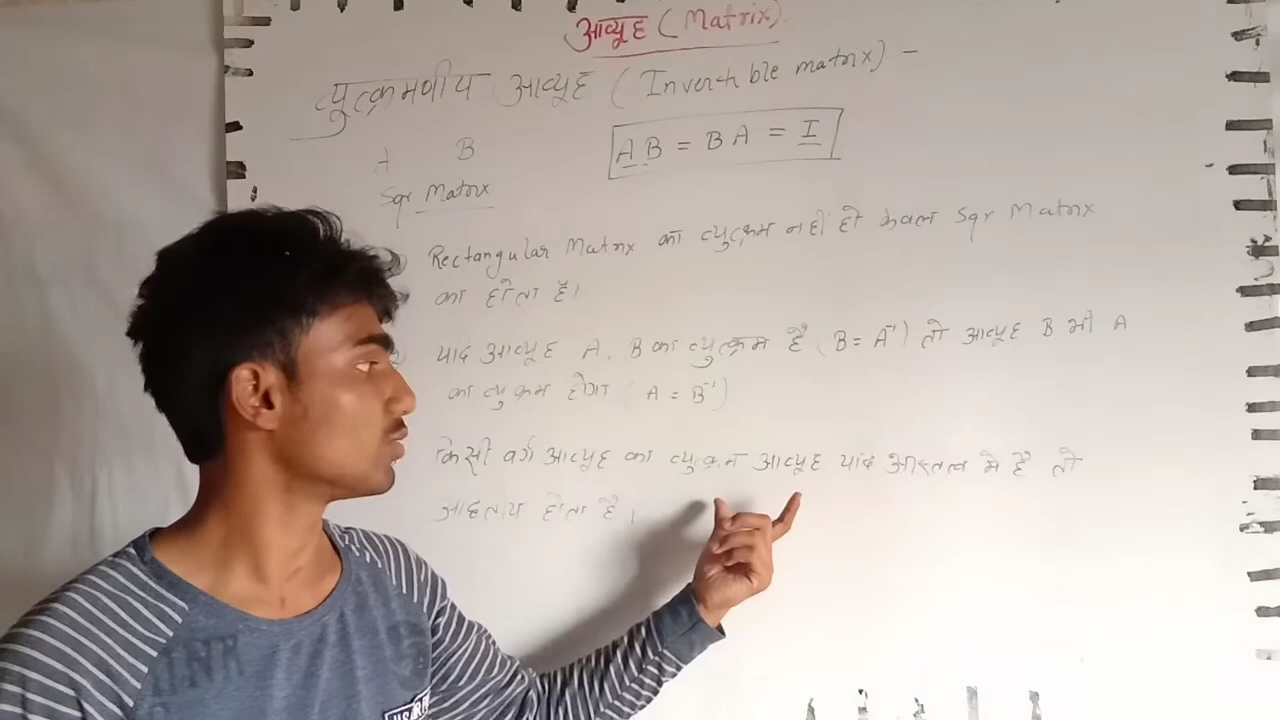 आव्यूह (Matrix)
व्युत्क्रमणीय आव्यूह (Invertible matrix) –
A B
AB = BA = I
Sqr Matrix
Rectangular Matrix का व्युत्क्रम नहीं हो केवल Sqr Matrix
का होता है।
2) यदि आव्यूह A, B का व्युत्क्रम है (B = A⁻¹) तो आव्यूह B भी A
का व्युक्रम होगा (A = B⁻¹)
किसी वर्ग आव्यूह का व्युत्क्रम आव्यूह यदि अस्तित्व मे है तो
अद्वितीय होता है।